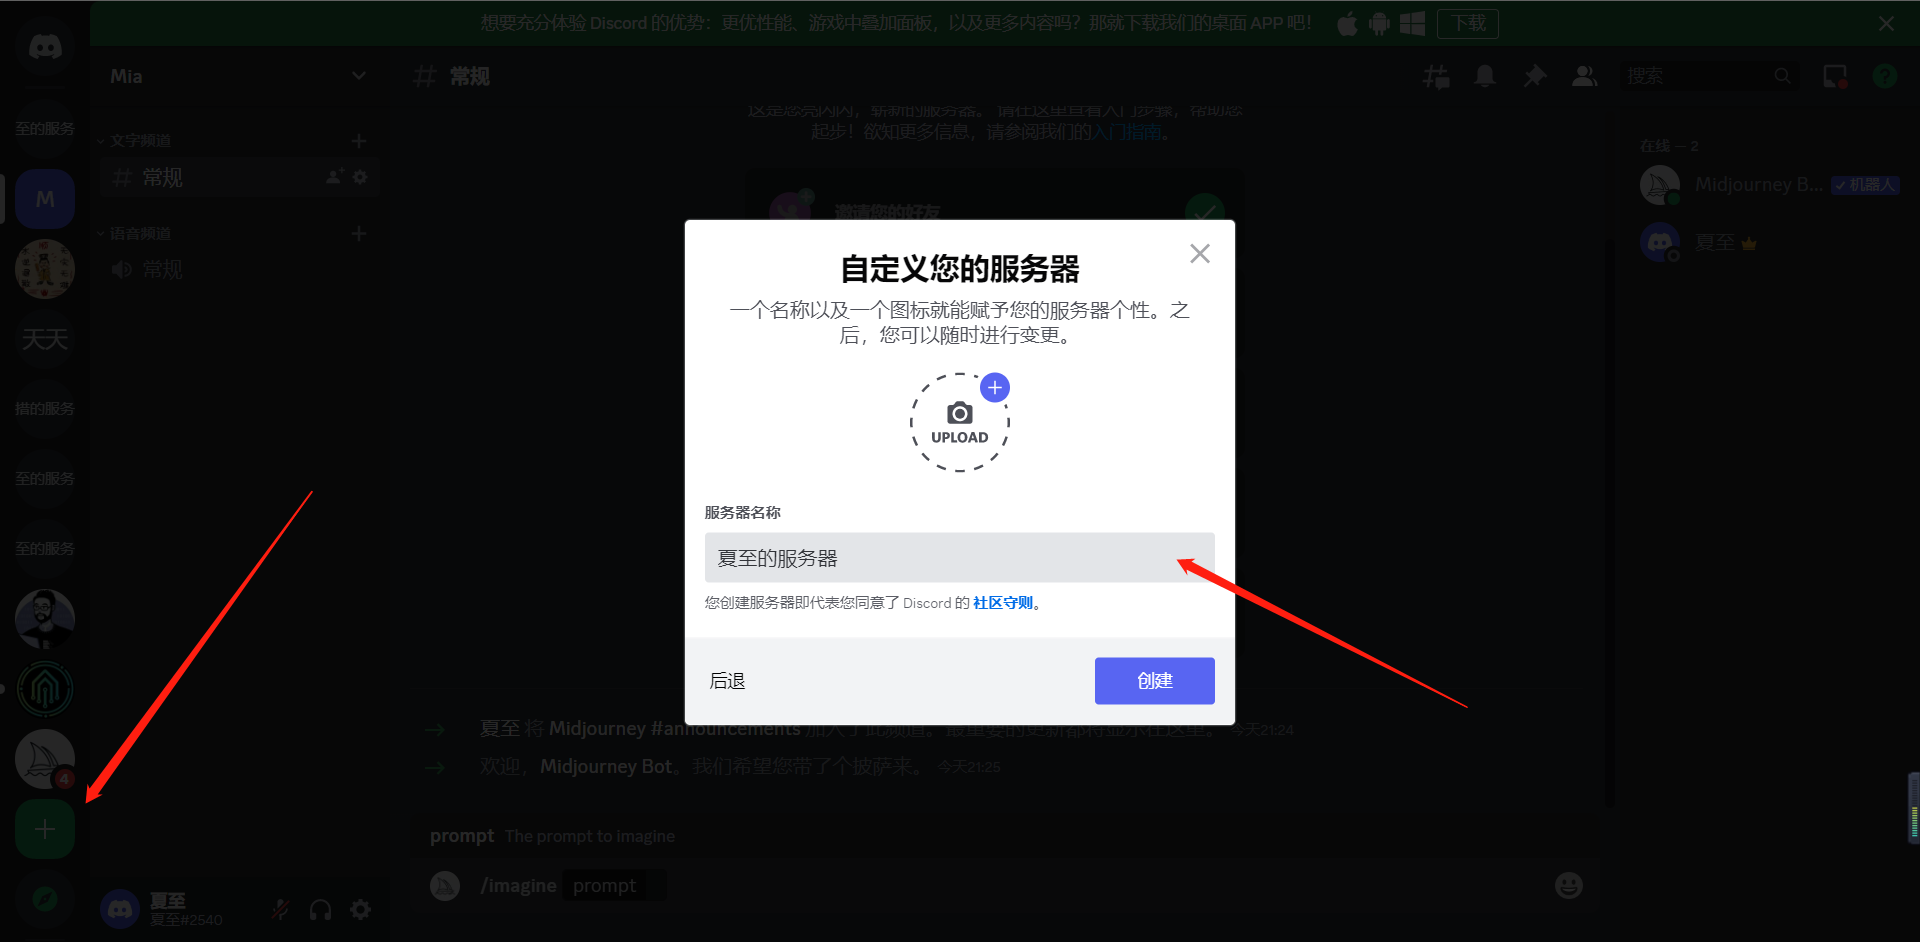 想要充分体验 Discord 的优势：更优性能、游戏中叠加面板，以及更多内容吗？那就下载我们的桌面 APP 吧！
下载
Mia
常规
搜索
至的服务
M
天天
措的服务
至的服务
至的服务
4
文字频道
常规
语音频道
常规
夏至
夏至#2540
这是您亮闪闪，崭新的服务器。请在这里查看入门步骤，帮助您
起步！欲知更多信息，请参阅我们的入门指南。
邀请您的好友
自定义您的服务器
一个名称以及一个图标就能赋予您的服务器个性。之
后，您可以随时进行变更。
UPLOAD
服务器名称
夏至的服务器
您创建服务器即代表您同意了 Discord 的 社区守则。
后退
创建
夏至 将 Midjourney #announcements 加入了此频道。最重要的更新都将显示在这里。 今天21:24
欢迎，Midjourney Bot。我们希望您带了个披萨来。 今天21:25
prompt The prompt to imagine
/imagine prompt
在线 — 2
Midjourney B... 机器人
夏至